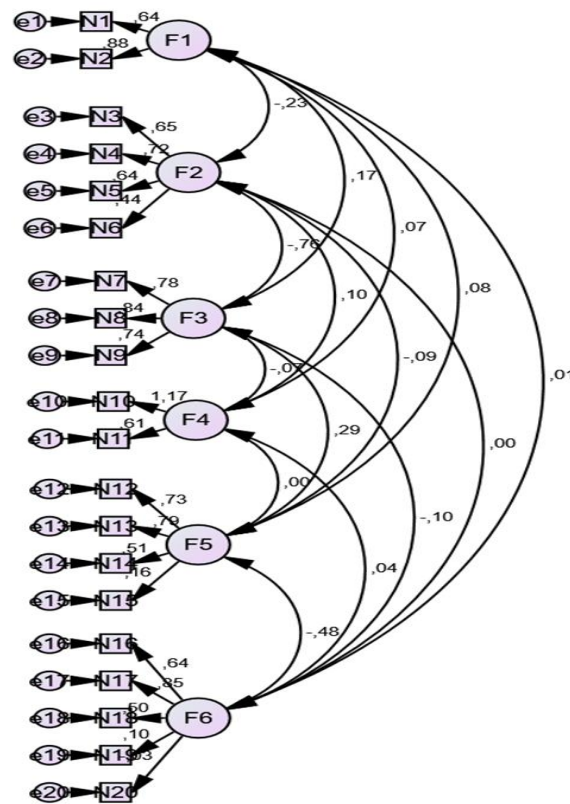 e1 N1 ,64 F1
e2 N2 ,88
-,23
e3 N3 ,65
e4 N4 ,72 F2
e5 N5 ,64
e6 N6 ,44
,17
,07
-,76
,10
,08
e7 N7 ,78
e8 N8 ,84 F3
e9 N9 ,74
-,09
-,07
,01
e10 N10 1,17 F4
e11 N11 ,61
,29
,00
e12 N12 ,73
,00
e13 N13 ,79 F5
-,10
e14 N14 ,51
,04
e15 N15 ,16
-,48
e16 N16 ,64
e17 N17 ,85
e18 N18 ,50 F6
e19 N19 ,10
e20 N20